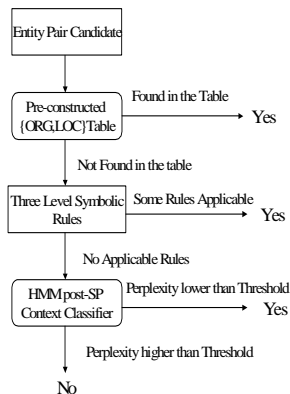 Entity Pair Candidate
Pre-constructed
{ORG,LOC}Table
Found in the Table
Yes
Not Found in the table
Three Level Symbolic
Rules
Some Rules Applicable
Yes
No Applicable Rules
HMM post-SP
Context Classifier
Perplexity lower than Threshold
Yes
Perplexity higher than Threshold
No